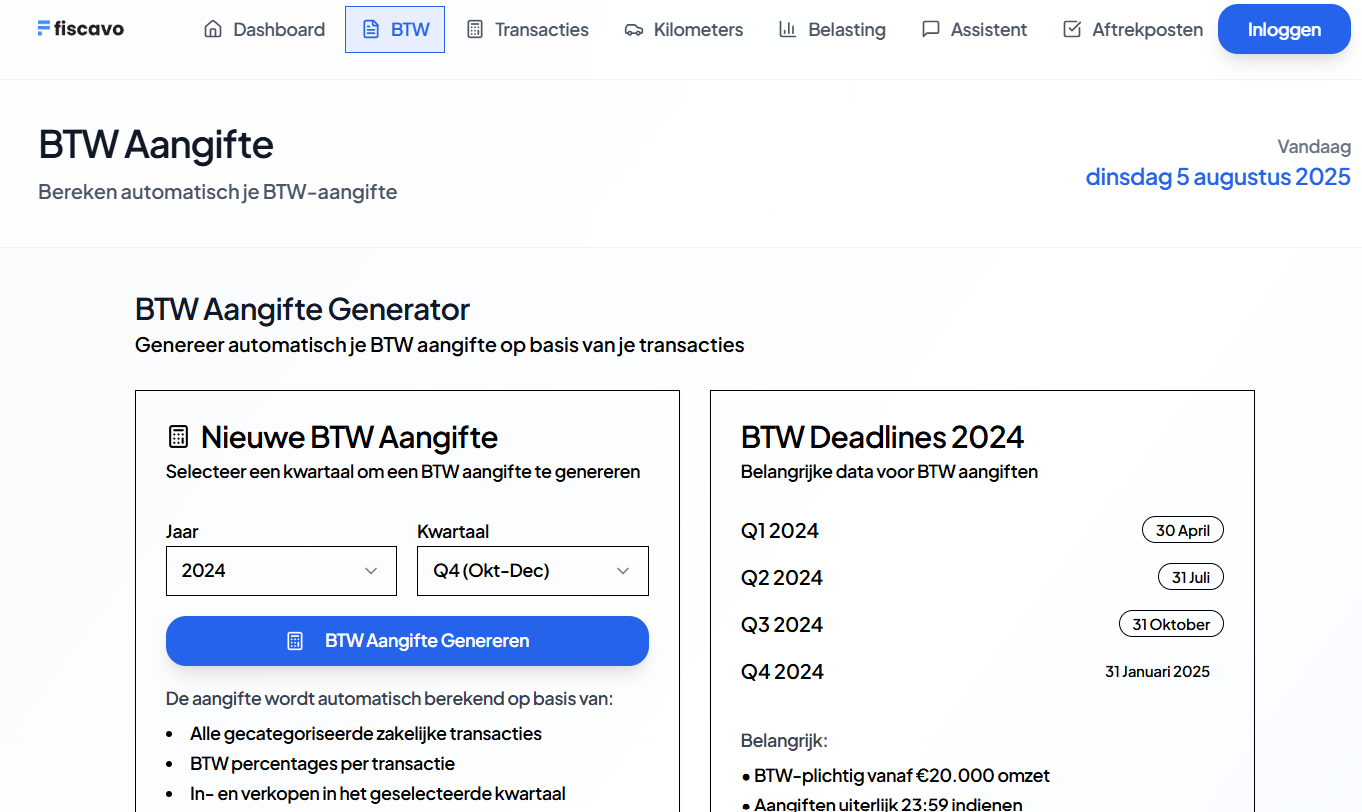 fiscavo
Dashboard
BTW
Transacties
Kilometers
Belasting
Assistent
Aftrekposten
Inloggen
BTW Aangifte
Bereken automatisch je BTW-aangifte
Vandaag
dinsdag 5 augustus 2025
BTW Aangifte Generator
Genereer automatisch je BTW aangifte op basis van je transacties
Nieuwe BTW Aangifte
Selecteer een kwartaal om een BTW aangifte te genereren
Jaar
Kwartaal
2024
Q4 (Okt-Dec)
BTW Aangifte Genereren
De aangifte wordt automatisch berekend op basis van:
• Alle gecategoriseerde zakelijke transacties
• BTW percentages per transactie
• In- en verkopen in het geselecteerde kwartaal
BTW Deadlines 2024
Belangrijke data voor BTW aangiften
Q1 2024 30 April
Q2 2024 31 Juli
Q3 2024 31 Oktober
Q4 2024 31 Januari 2025
Belangrijk:
• BTW-plichtig vanaf €20.000 omzet
• Aangiften uiterlijk 23:59 indienen